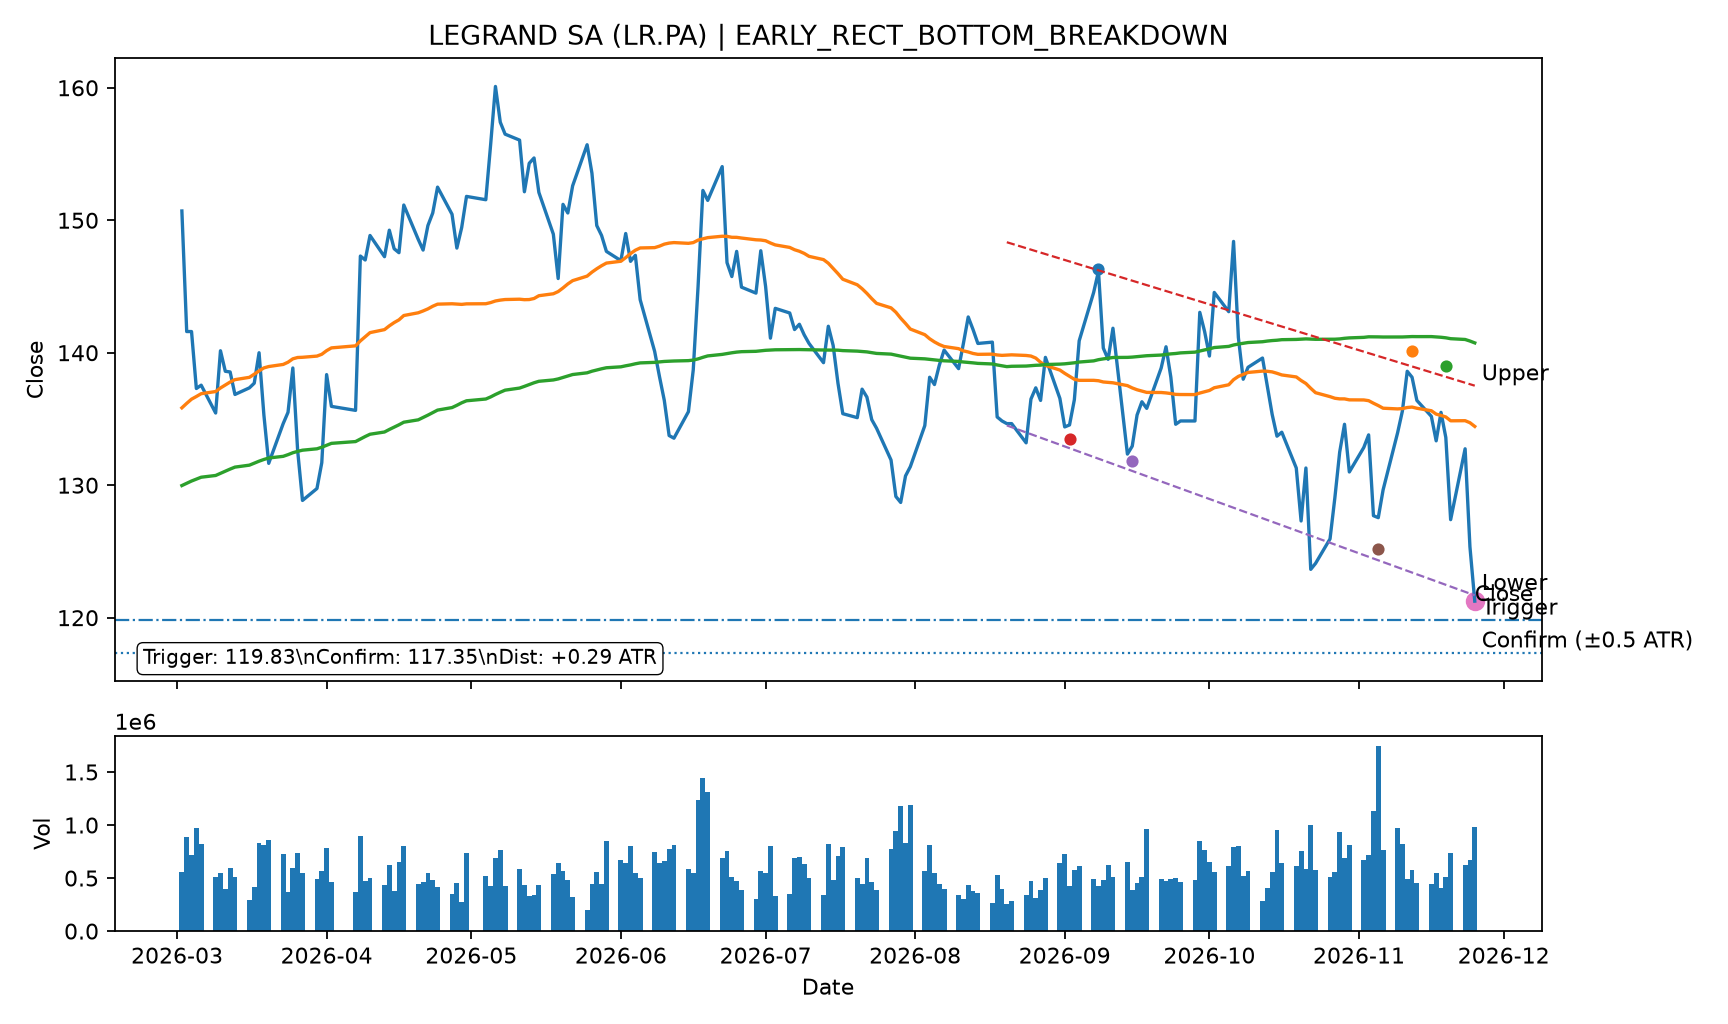 LEGRAND SA (LR.PA) | EARLY_RECT_BOTTOM_BREAKDOWN
Close
160
150
140
130
120
Upper
Lower
Close
Trigger
Confirm (±0.5 ATR)
Trigger: 119.83\nConfirm: 117.35\nDist: +0.29 ATR
1e6
Vol
1.5
1.0
0.5
0.0
2026-03 2026-04 2026-05 2026-06 2026-07 2026-08 2026-09 2026-10 2026-11 2026-12
Date